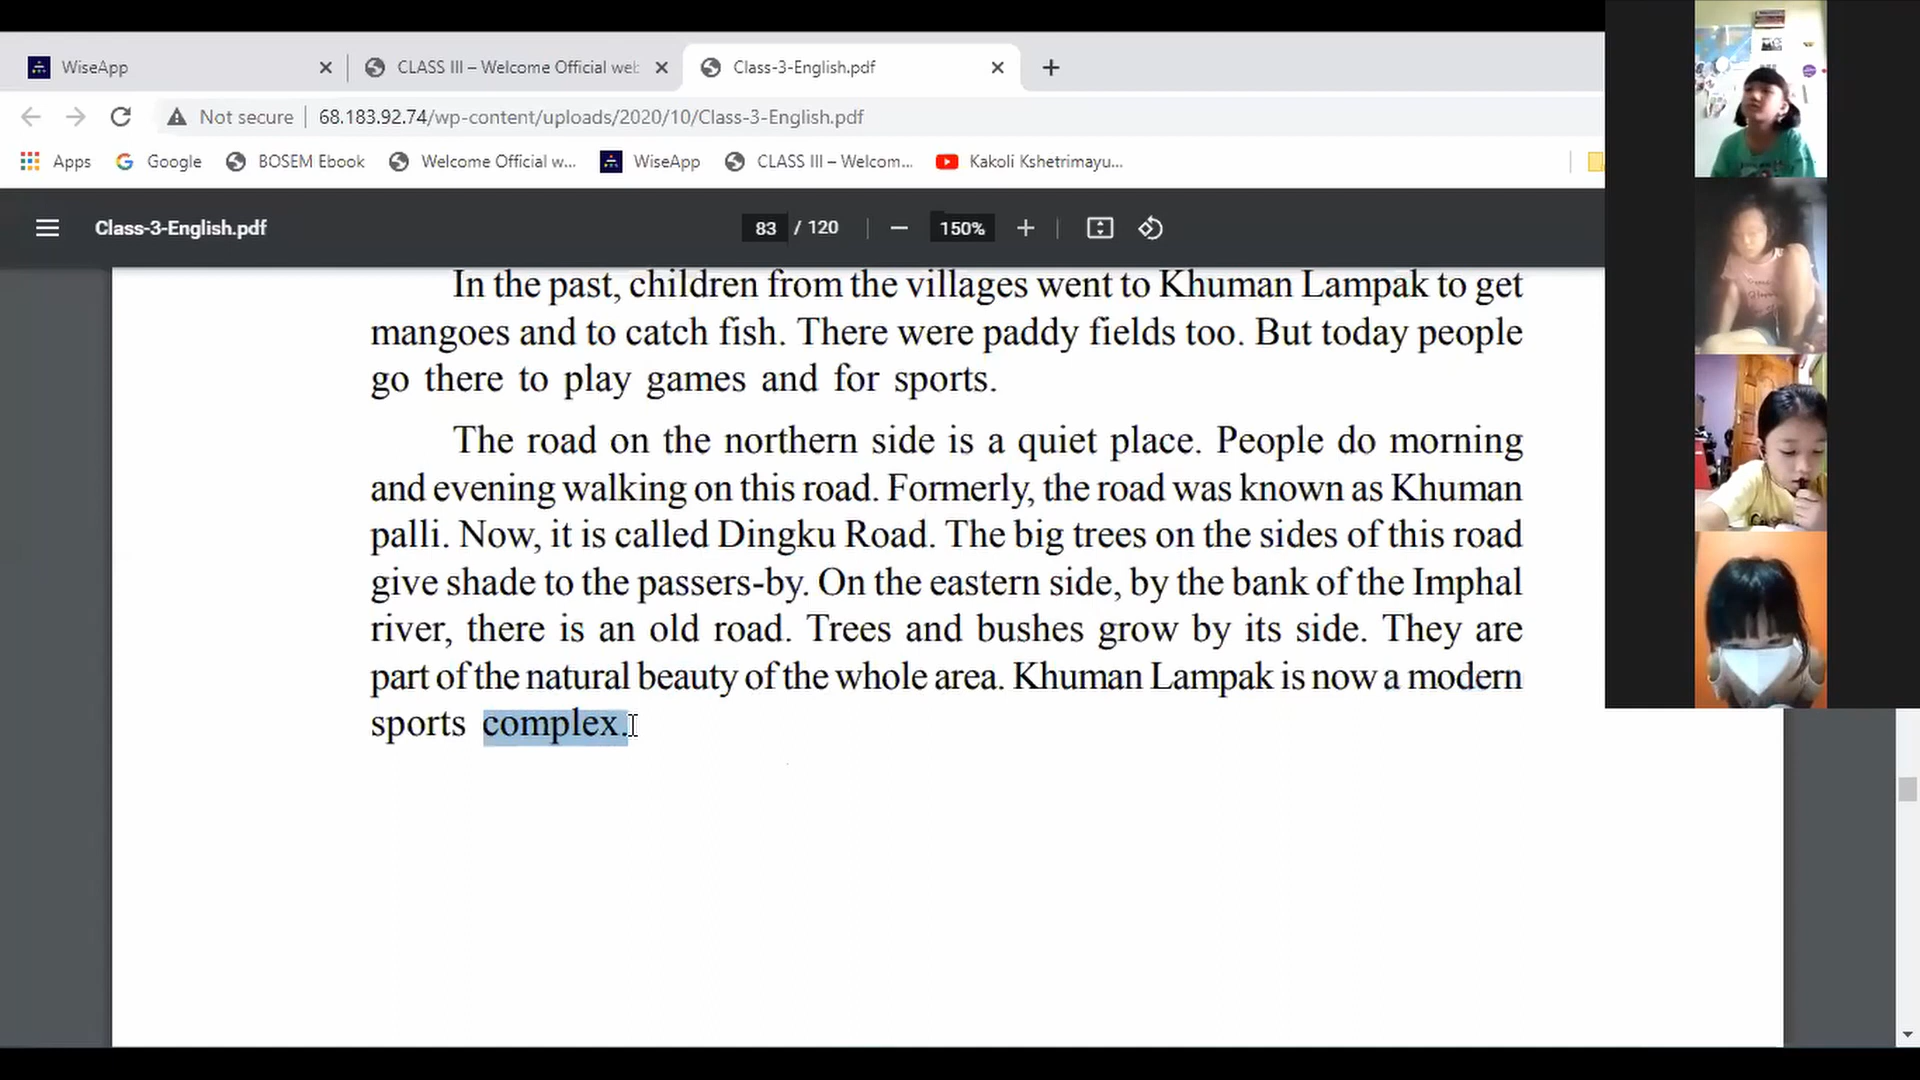 WiseApp
CLASS III – Welcome Official wel
Class-3-English.pdf
Not secure 68.183.92.74/wp-content/uploads/2020/10/Class-3-English.pdf
Apps Google BOSEM Ebook Welcome Official w... WiseApp CLASS III – Welcom... Kakoli Kshetrimayu...
Class-3-English.pdf 83 / 120 150%
In the past, children from the villages went to Khuman Lampak to get
mangoes and to catch fish. There were paddy fields too. But today people
go there to play games and for sports.
The road on the northern side is a quiet place. People do morning
and evening walking on this road. Formerly, the road was known as Khuman
palli. Now, it is called Dingku Road. The big trees on the sides of this road
give shade to the passers-by. On the eastern side, by the bank of the Imphal
river, there is an old road. Trees and bushes grow by its side. They are
part of the natural beauty of the whole area. Khuman Lampak is now a modern
sports complex.